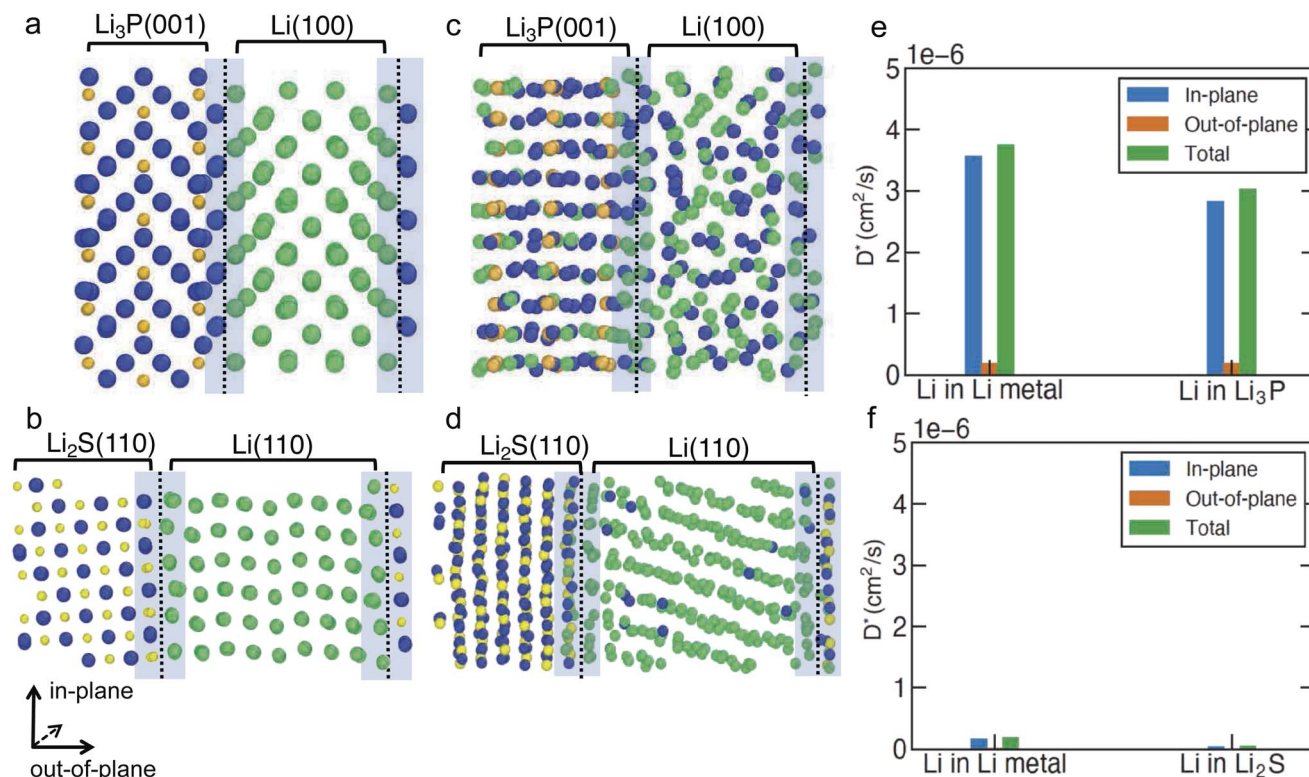 a
Li₃P(001)
Li(100)
b
Li₂S(110)
Li(110)
in-plane
out-of-plane
c
Li₃P(001)
Li(100)
d
Li₂S(110)
Li(110)
e
1e-6
5
4
3
2
1
0
D* (cm²/s)
In-plane
Out-of-plane
Total
Li in Li metal
Li in Li₃P
f
1e-6
5
4
3
2
1
0
D* (cm²/s)
In-plane
Out-of-plane
Total
Li in Li metal
Li in Li₂S